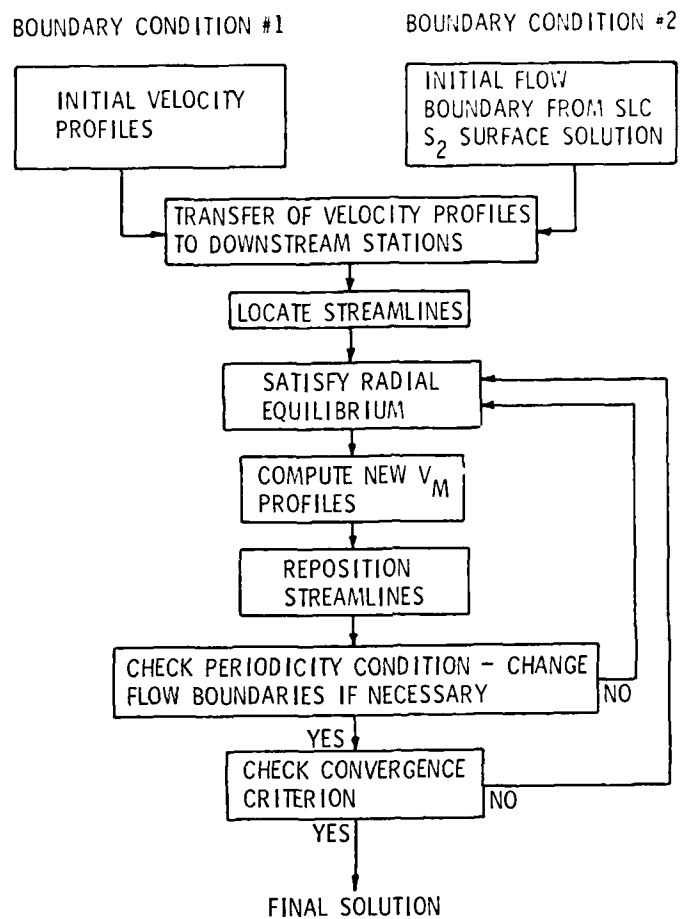 BOUNDARY CONDITION #1
BOUNDARY CONDITION #2
INITIAL VELOCITY
PROFILES
INITIAL FLOW
BOUNDARY FROM SLC
S2 SURFACE SOLUTION
TRANSFER OF VELOCITY PROFILES
TO DOWNSTREAM STATIONS
LOCATE STREAMLINES
SATISFY RADIAL
EQUILIBRIUM
COMPUTE NEW VM
PROFILES
REPOSITION
STREAMLINES
CHECK PERIODICITY CONDITION - CHANGE
FLOW BOUNDARIES IF NECESSARY
NO
YES
CHECK CONVERGENCE
CRITERION
NO
YES
FINAL SOLUTION